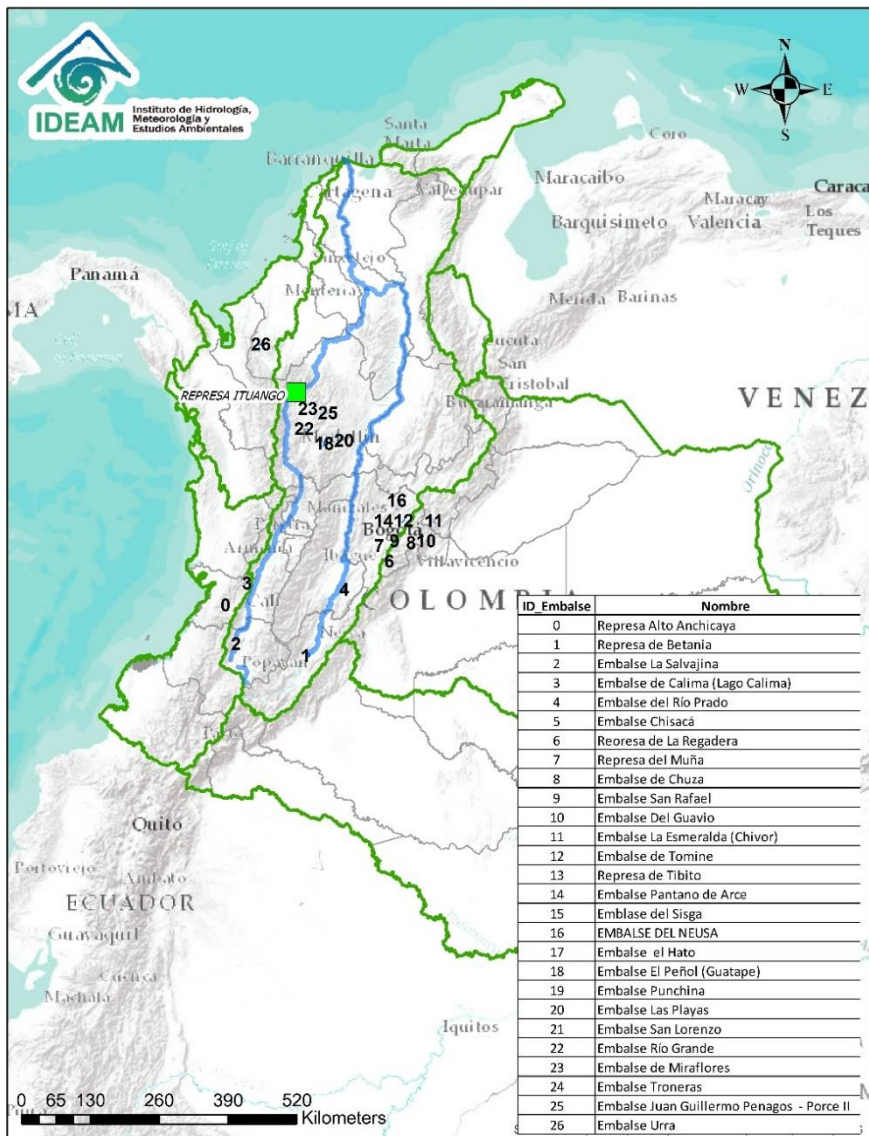 IDEAM
Instituto de Hidrología,
Meteorología y
Estudios Ambientales
N
W
E
S
Santa
Marta
Barranquilla
Cartagena
Valledupar
Coro
Maracaibo
Caraca
Maracay
Barquisimeto
Valencia
Los
Teques
Panamá
MA
Sincelejo
Montería
Merida
Barinas
Cucuta
San
Cristobal
Bucaramanga
26
REPRESA ITUANGO
VENEZ
Orinoco
23
25
22
Medellín
18
20
16
Manizales
14
12
11
Bogotá
9
8
10
7
6
Ibague
Villavicencio
Armenia
3
0
Cali
4
COLOMBIA
Neiva
2
1
Popayan
Pasto
Quito
Portoviejo
Ambato
ECUADOR
Guayaquil
Cuenca
Machala
Iquitos
ID_Embalse Nombre
0 Represa Alto Anchicaya
1 Represa de Betania
2 Embalse La Salvajina
3 Embalse de Calima (Lago Calima)
4 Embalse del Río Prado
5 Embalse Chisacá
6 Reoresa de La Regadera
7 Represa del Muña
8 Embalse de Chuza
9 Embalse San Rafael
10 Embalse Del Guavio
11 Embalse La Esmeralda (Chivor)
12 Embalse de Tomine
13 Represa de Tibito
14 Embalse Pantano de Arce
15 Emblase del Sisga
16 EMBALSE DEL NEUSA
17 Embalse el Hato
18 Embalse El Peñol (Guatape)
19 Embalse Punchina
20 Embalse Las Playas
21 Embalse San Lorenzo
22 Embalse Río Grande
23 Embalse de Miraflores
24 Embalse Troneras
25 Embalse Juan Guillermo Penagos - Porce II
26 Embalse Urra
0 65 130 260 390 520
Kilometers